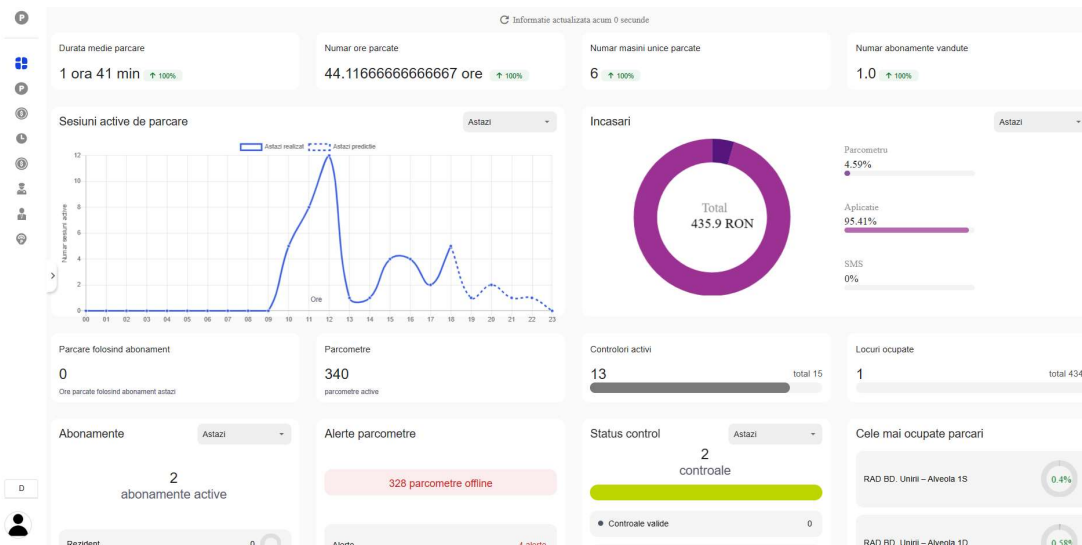 P
Informatie actualizata acum 0 secunde
Durata medie parcare
1 ora 41 min ↑ 100%
Numar ore parcate
44.11666666666667 ore ↑ 100%
Numar masini unice parcate
6 ↑ 100%
Numar abonamente vandute
1.0 ↑ 100%
P
Sesiuni active de parcare
Astazi
Astazi realizat
Astazi predictie
Numar sesiuni active
12
10
8
6
4
2
0
Ore
00 01 02 03 04 05 06 07 08 09 10 11 12 13 14 15 16 17 18 19 20 21 22 23
Incasari
Astazi
Total
435.9 RON
Parcometru
4.59%
Aplicatie
95.41%
SMS
0%
Parcare folosind abonament
0
Ore parcate folosind abonament astazi
Parcometre
340
parcometre active
Controlori activi
13 total 15
Locuri ocupate
1 total 434
Abonamente
Astazi
2
abonamente active
Rezident 0
Alerte parcometre
328 parcometre offline
Alerte 4 alerte
Status control
Astazi
2
controale
Controale valide 0
Cele mai ocupate parcari
RAD BD. Unirii – Alveola 1S 0.4%
RAD BD. Unirii – Alveola 1D 0.58%
D